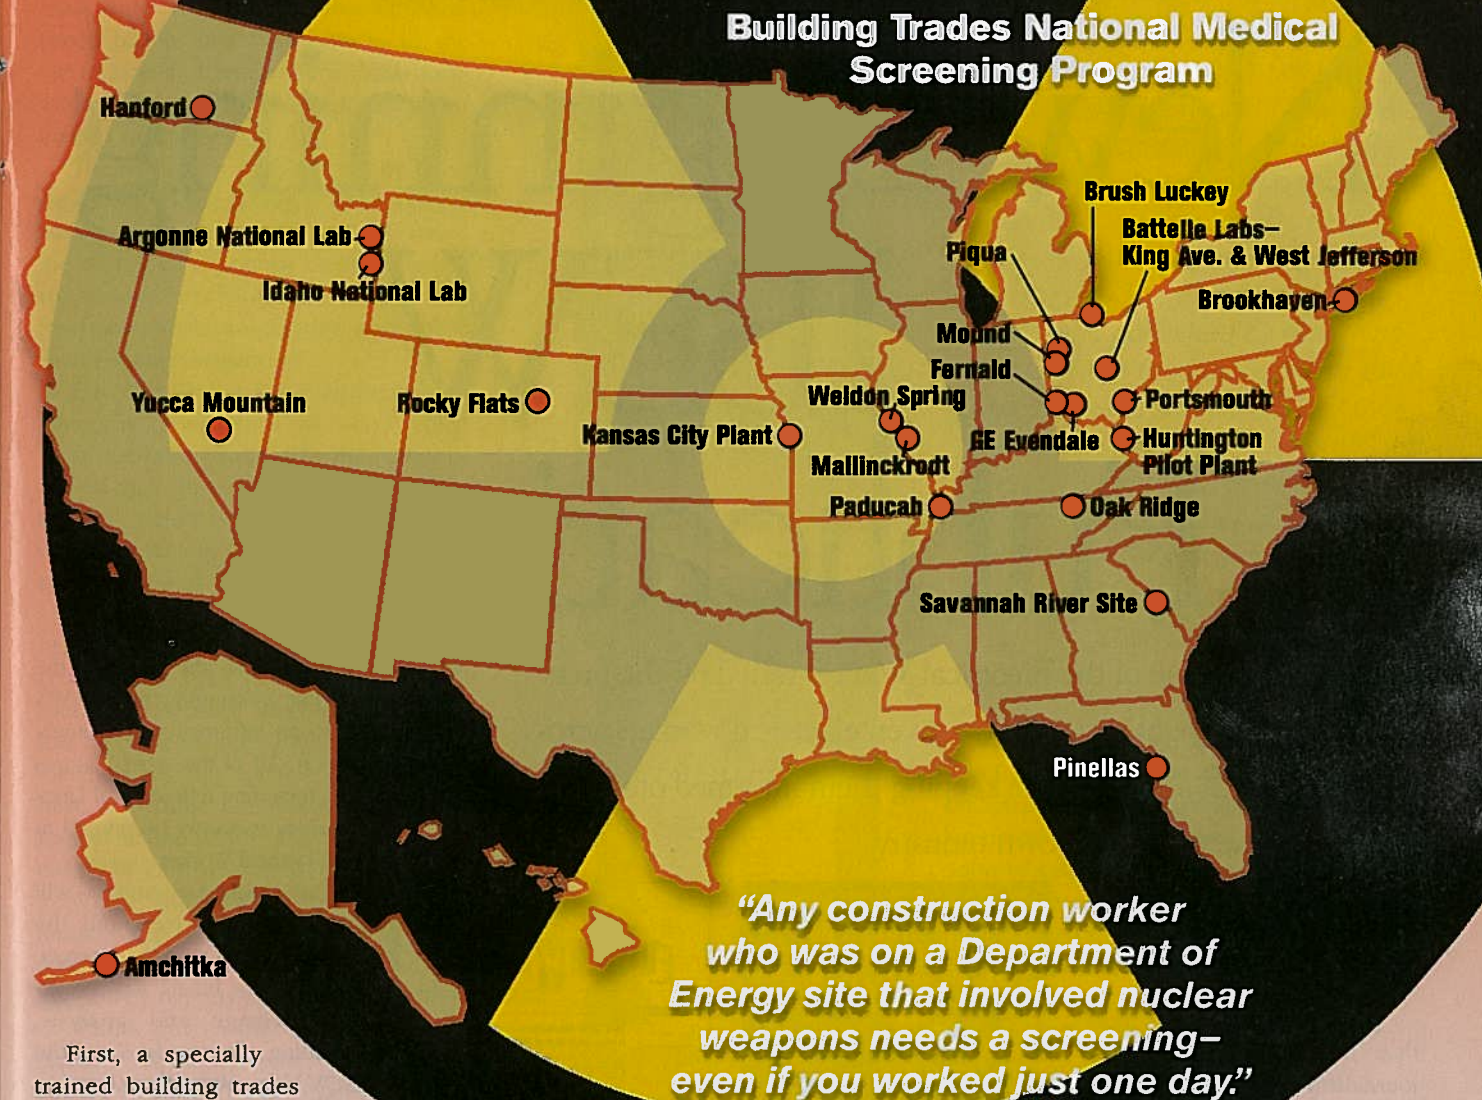 Building Trades National Medical
Screening Program
Hanford
Brush Luckey
Battelle Labs–
King Ave. & West Jefferson
Argonne National Lab
Piqua
Idaho National Lab
Brookhaven
Mound
Fernald
Weldon Spring
Yucca Mountain
Rocky Flats
Portsmouth
Kansas City Plant
GE Evendale
Huntington
Pilot Plant
Mallinckrodt
Paducah
Oak Ridge
Savannah River Site
Pinellas
“Any construction worker
who was on a Department of
Energy site that involved nuclear
weapons needs a screening–
even if you worked just one day.”
Amchitka
First, a specially
trained building trades